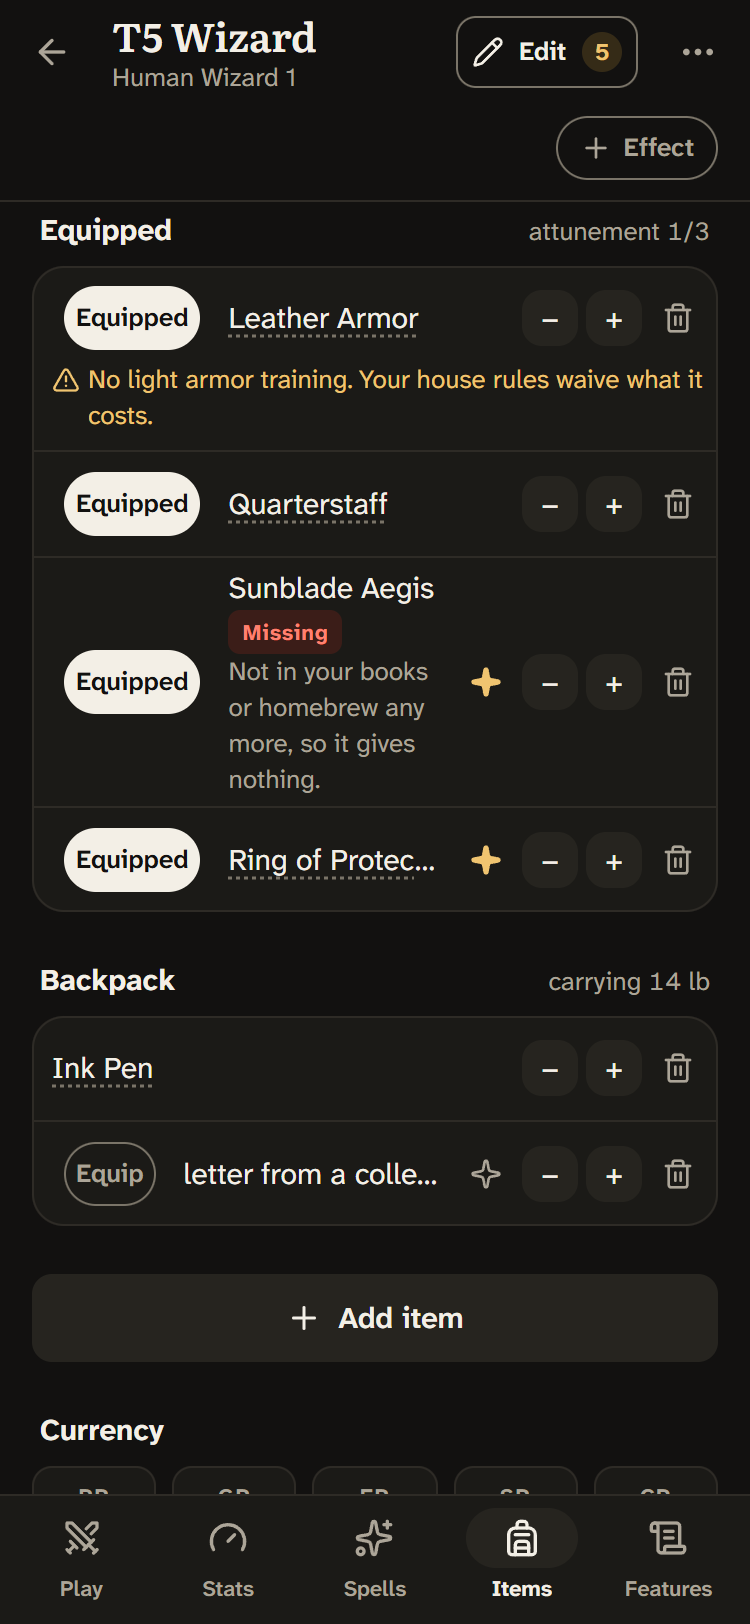 T5 Wizard
Human Wizard 1
Edit 5
Effect
Equipped
attunement 1/3
Equipped Leather Armor − +
No light armor training. Your house rules waive what it
costs.
Equipped Quarterstaff − +
Sunblade Aegis
Missing
Equipped − +
Not in your books
or homebrew any
more, so it gives
nothing.
Equipped Ring of Protec... − +
Backpack
carrying 14 lb
Ink Pen − +
Equip letter from a colle... − +
+ Add item
Currency
Play Stats Spells Items Features